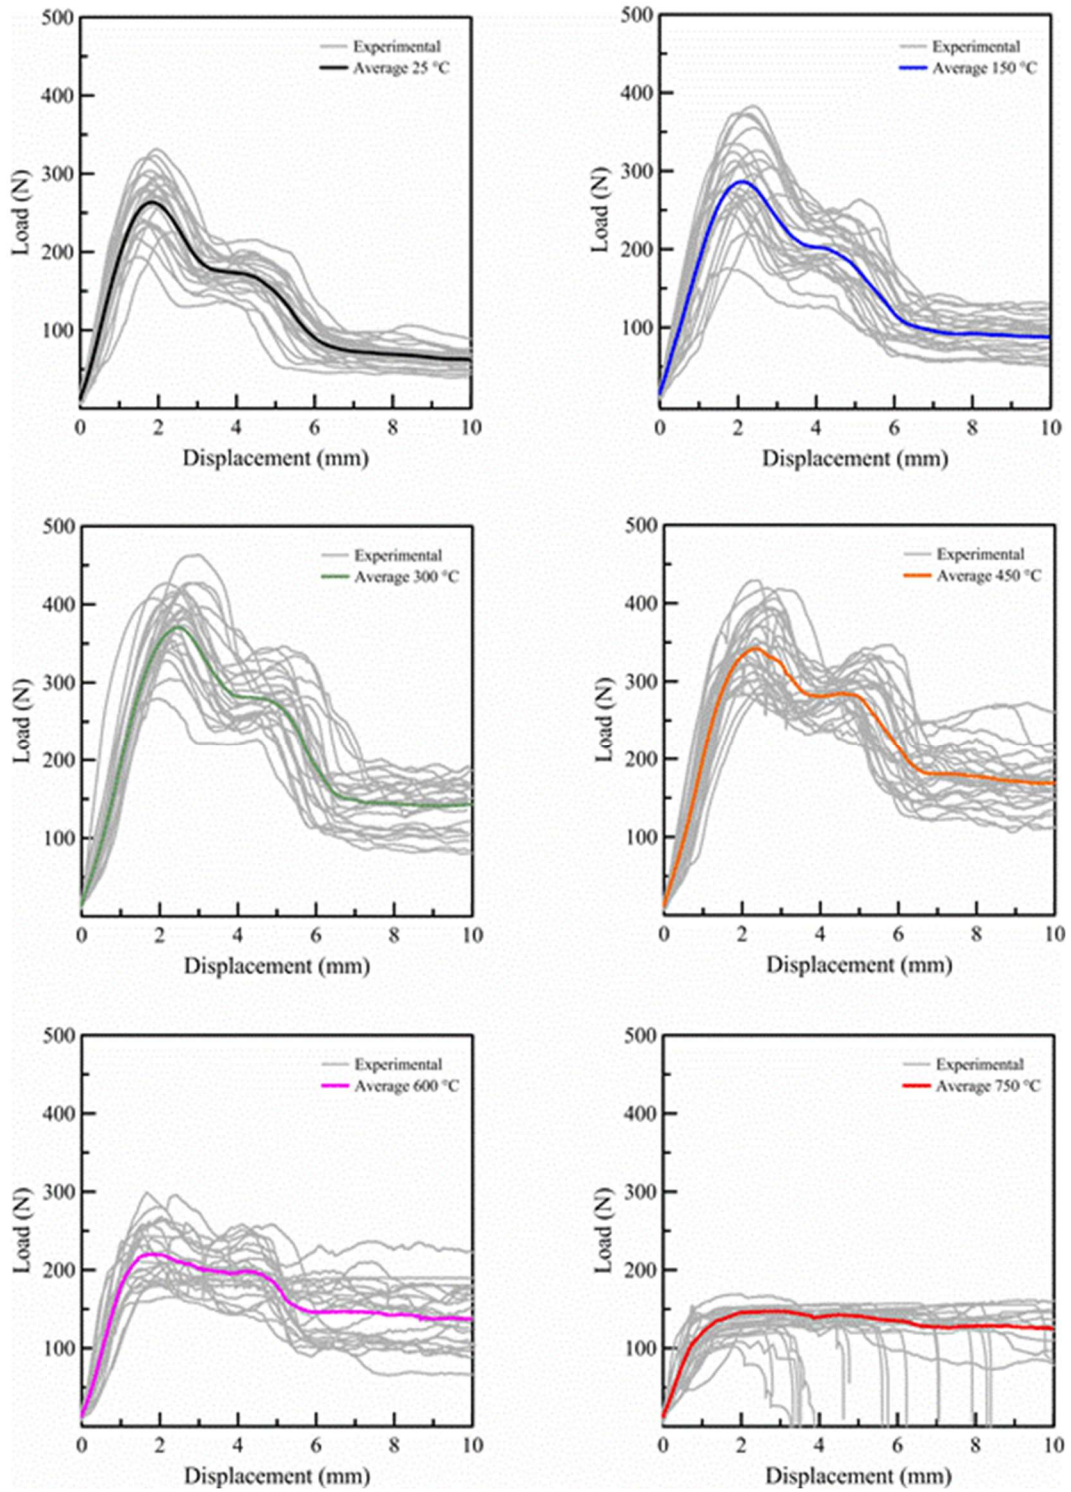 500
400
300
200
100
Load (N)
Experimental
Average 25 °C
0 2 4 6 8 10
Displacement (mm)
500
400
300
200
100
Load (N)
Experimental
Average 150 °C
0 2 4 6 8 10
Displacement (mm)
500
400
300
200
100
Load (N)
Experimental
Average 300 °C
0 2 4 6 8 10
Displacement (mm)
500
400
300
200
100
Load (N)
Experimental
Average 450 °C
0 2 4 6 8 10
Displacement (mm)
500
400
300
200
100
Load (N)
Experimental
Average 600 °C
0 2 4 6 8 10
Displacement (mm)
500
400
300
200
100
Load (N)
Experimental
Average 750 °C
0 2 4 6 8 10
Displacement (mm)